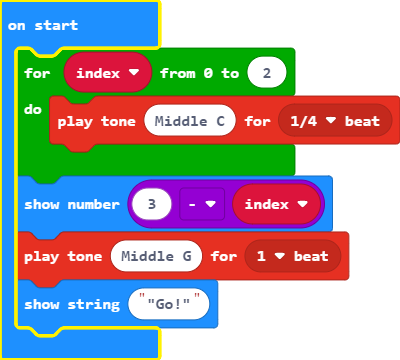 on start
for index from 0 to 2
do
play tone Middle C for 1/4 beat
show number 3 - index
play tone Middle G for 1 beat
show string ""Go!""